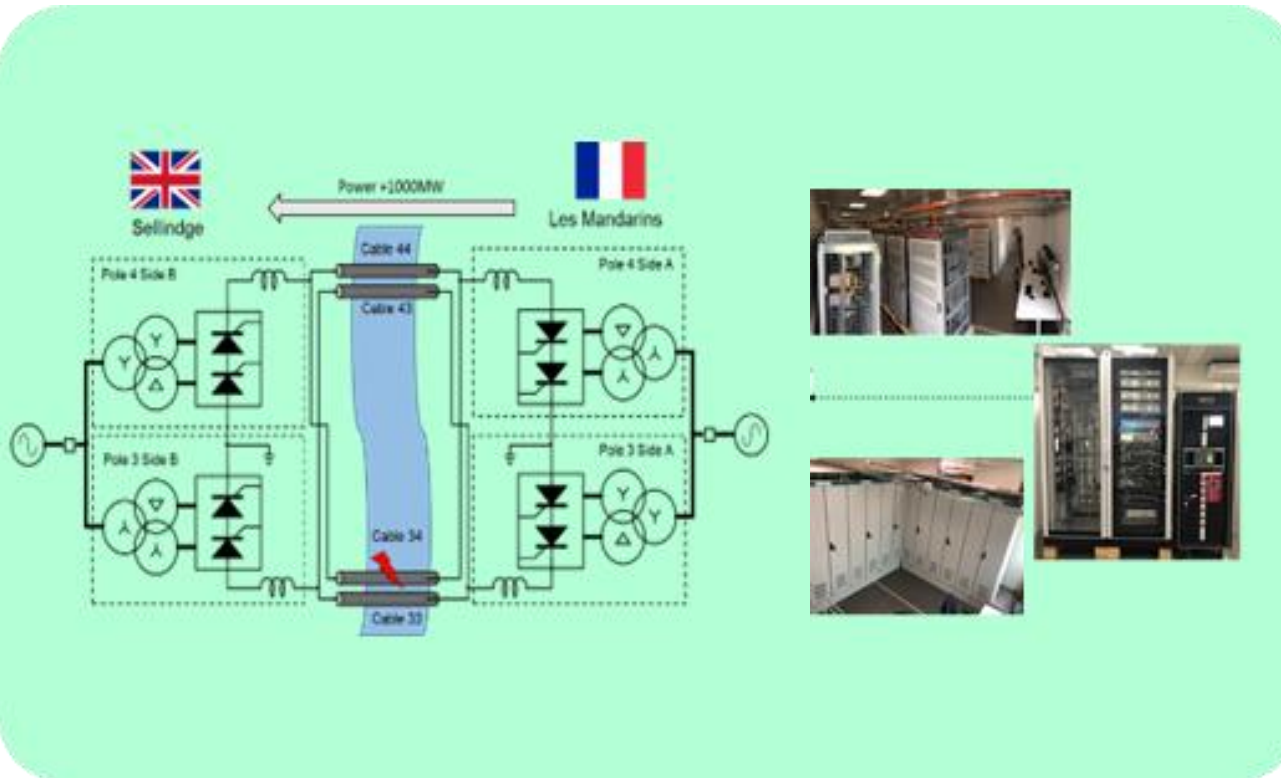 Power +1000MW
Sellindge
Les Mandarins
Pole 4 Side B
Cable 44
Pole 4 Side A
Cable 43
Pole 3 Side B
Pole 3 Side A
Cable 34
Cable 33